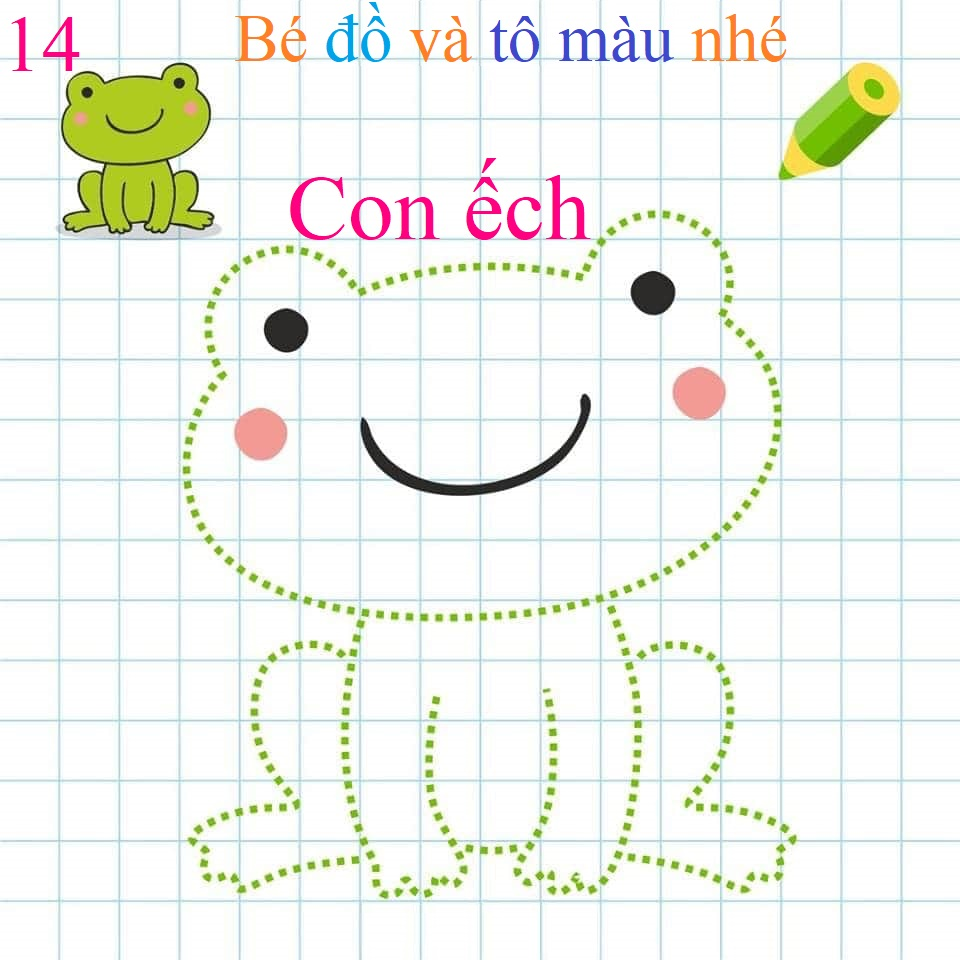 14
Bé đồ và tô màu nhé
Con ếch